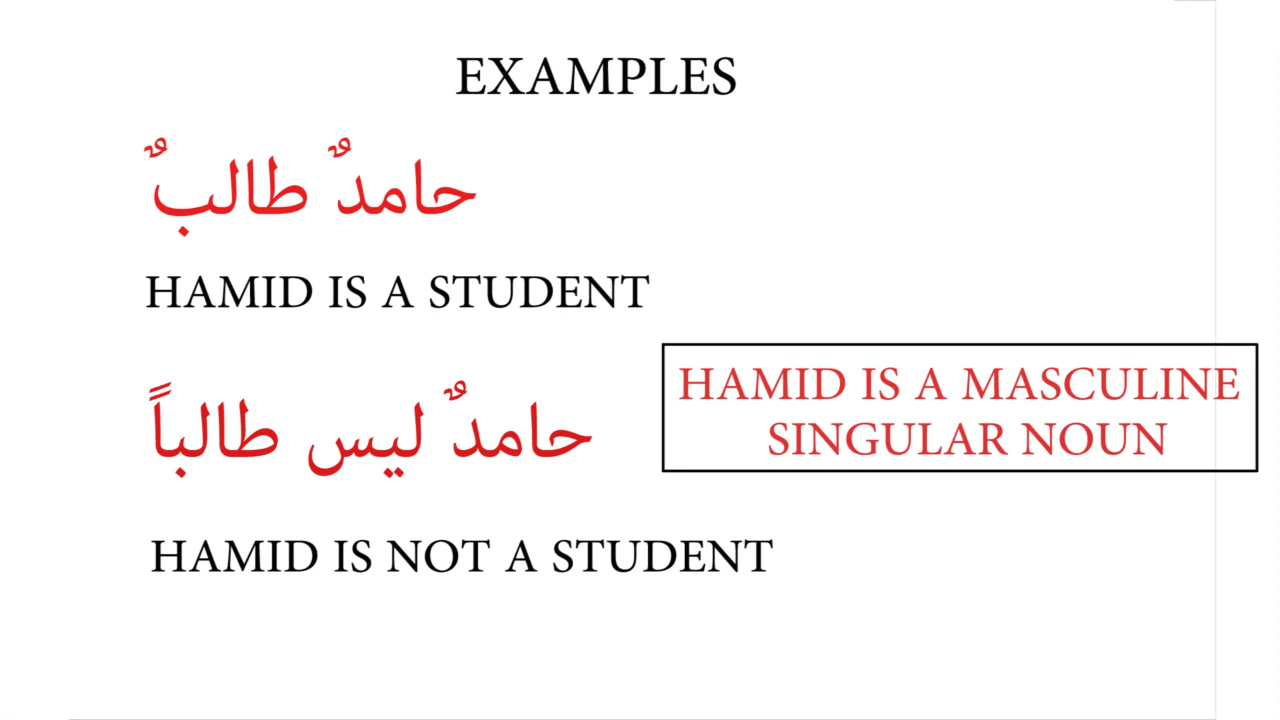 EXAMPLES
حامدٌ طالبٌ
HAMID IS A STUDENT
حامدٌ ليس طالباً
HAMID IS A MASCULINE
SINGULAR NOUN
HAMID IS NOT A STUDENT